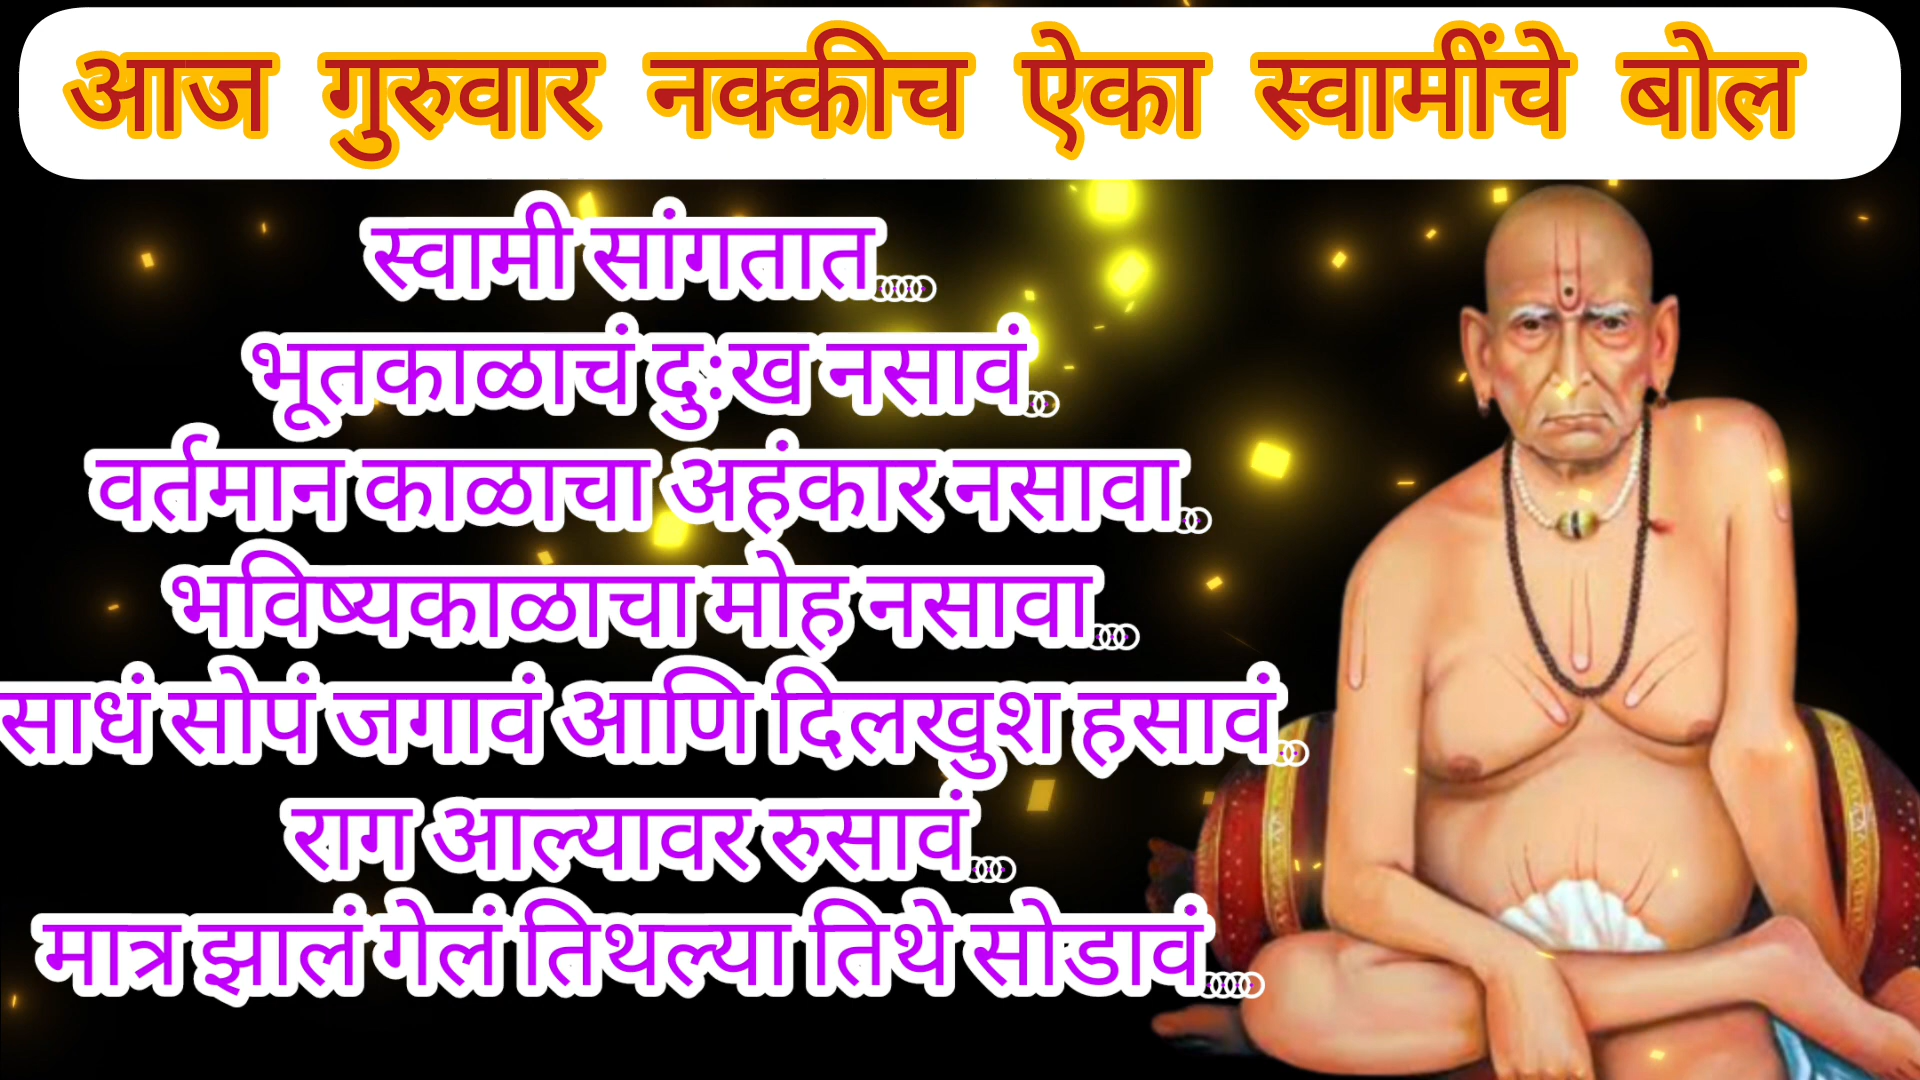 आज गुरुवार नक्कीच ऐका स्वामींचे बोल
स्वामी सांगतात.....
भूतकाळाचं दुःख नसावं..
वर्तमान काळाचा अहंकार नसावा..
भविष्यकाळाचा मोह नसावा...
साधं सोपं जगावं आणि दिलखुश हसावं..
राग आल्यावर रुसावं...
मात्र झालं गेलं तिथल्या तिथे सोडावं....